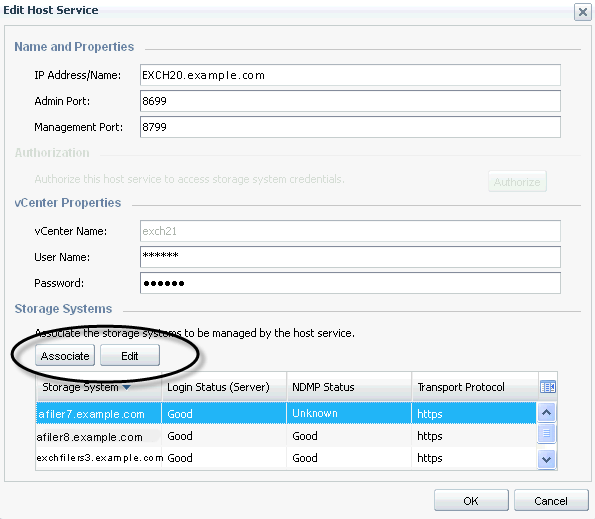 Edit Host Service
Name and Properties
IP Address/Name: EXCH20.example.com
Admin Port: 8699
Management Port: 8799
Authorization
Authorize this host service to access storage system credentials. Authorize
vCenter Properties
vCenter Name: exch21
User Name: ******
Password: ●●●●●●
Storage Systems
Associate the storage systems to be managed by the host service.
Associate Edit
Storage System Login Status (Server) NDMP Status Transport Protocol
afiler7.example.com Good Unknown https
afiler8.example.com Good Good https
exchfilers3.example.com Good Good https
OK Cancel